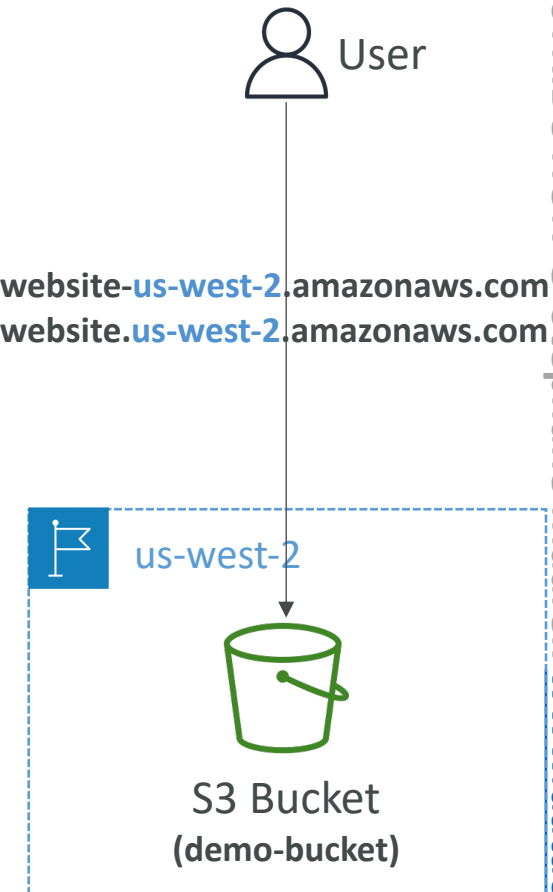 User
website-us-west-2.amazonaws.com
website.us-west-2.amazonaws.com
us-west-2
S3 Bucket
(demo-bucket)